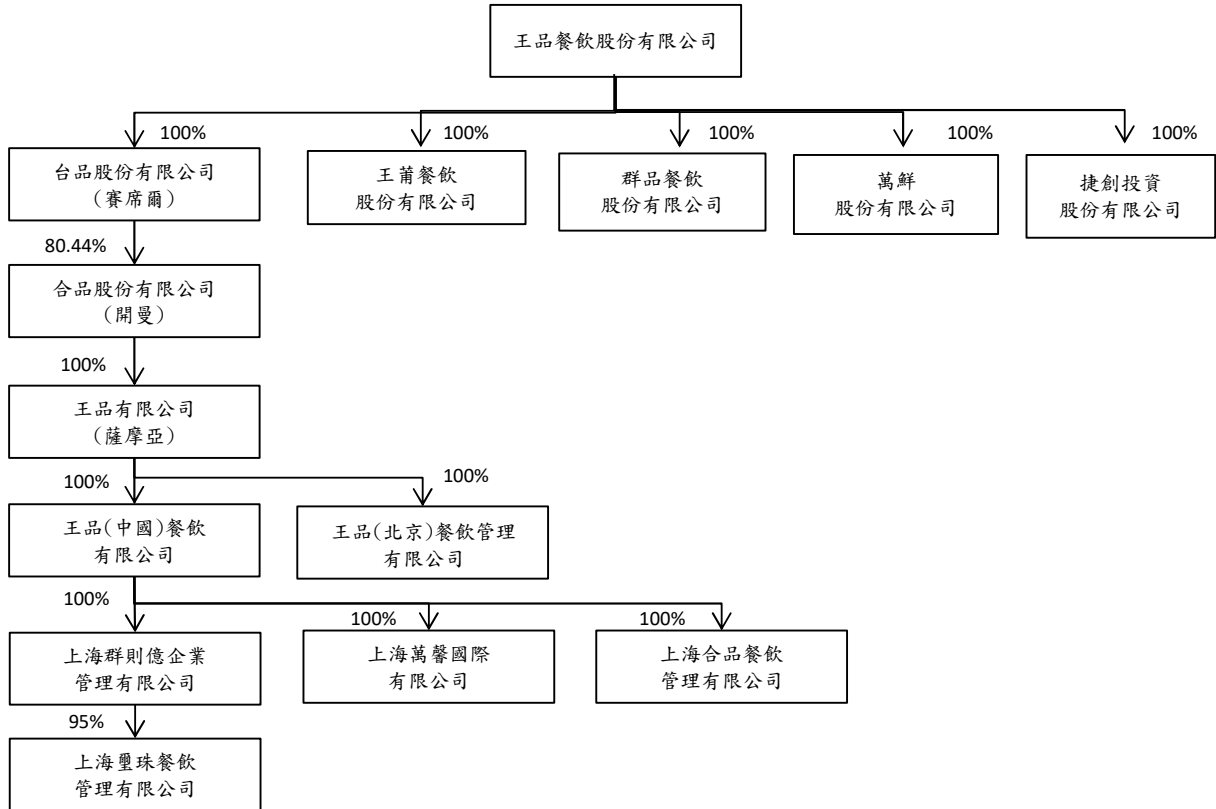 王品餐飲股份有限公司
100%
100%
100%
100%
100%
台品股份有限公司
(賽席爾)
王莆餐飲
股份有限公司
群品餐飲
股份有限公司
萬鮮
股份有限公司
捷創投資
股份有限公司
80.44%
合品股份有限公司
(開曼)
100%
王品有限公司
(薩摩亞)
100%
100%
王品(中國)餐飲
有限公司
王品(北京)餐飲管理
有限公司
100%
100%
100%
上海群則億企業
管理有限公司
上海萬馨國際
有限公司
上海合品餐飲
管理有限公司
95%
上海璽珠餐飲
管理有限公司